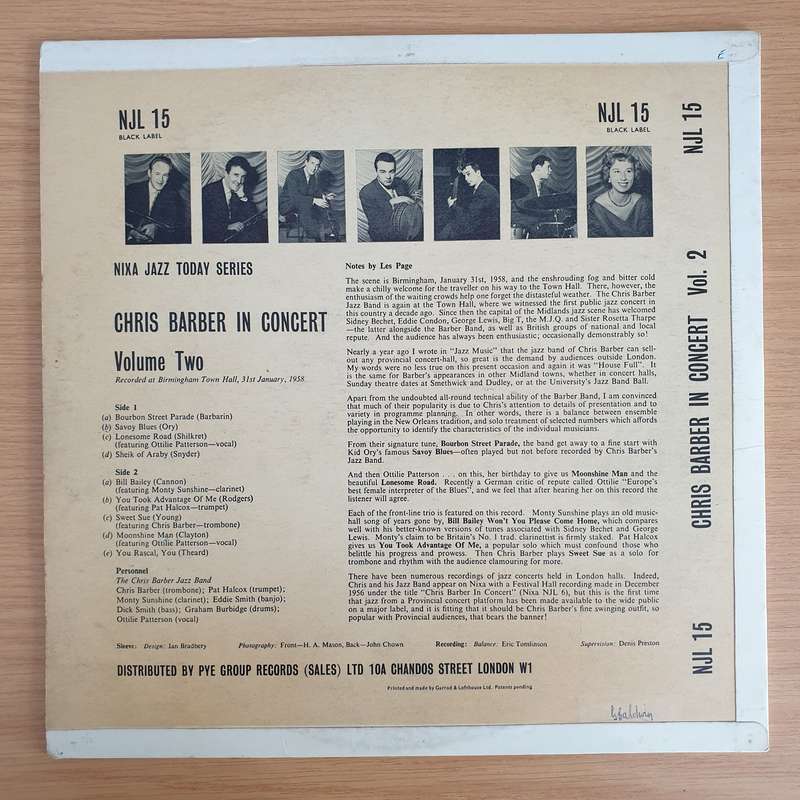 NJL 15
BLACK LABEL
NJL 15
BLACK LABEL
NIXA JAZZ TODAY SERIES
CHRIS BARBER IN CONCERT
Volume Two
Recorded at Birmingham Town Hall, 31st January, 1958.
Side 1
(a) Bourbon Street Parade (Barbarin)
(b) Savoy Blues (Ory)
(c) Lonesome Road (Shilkret)
(featuring Ottilie Patterson—vocal)
(d) Sheik of Araby (Snyder)
Side 2
(a) Bill Bailey (Cannon)
(featuring Monty Sunshine—clarinet)
(b) You Took Advantage Of Me (Rodgers)
(featuring Pat Halcox—trumpet)
(c) Sweet Sue (Young)
(featuring Chris Barber—trombone)
(d) Moonshine Man (Clayton)
(featuring Ottilie Patterson—vocal)
(e) You Rascal, You (Theard)
Personnel
The Chris Barber Jazz Band
Chris Barber (trombone); Pat Halcox (trumpet);
Monty Sunshine (clarinet); Eddie Smith (banjo);
Dick Smith (bass); Graham Burbidge (drums);
Ottilie Patterson (vocal)
Notes by Les Page
The scene is Birmingham, January 31st, 1958, and the enshrouding fog and bitter cold
make a chilly welcome for the traveller on his way to the Town Hall. There, however, the
enthusiasm of the waiting crowds help one forget the distasteful weather. The Chris Barber
Jazz Band is again at the Town Hall, where we witnessed the first public jazz concert in
this country a decade ago. Since then the capital of the Midlands jazz scene has welcomed
Sidney Bechet, Eddie Condon, George Lewis, Big T, the M.J.Q. and Sister Rosetta Tharpe
—the latter alongside the Barber Band, as well as British groups of national and local
repute. And the audience has always been enthusiastic; occasionally demonstrably so!
Nearly a year ago I wrote in "Jazz Music" that the jazz band of Chris Barber can sell-
out any provincial concert-hall, so great is the demand by audiences outside London.
My words were no less true on this present occasion and again it was "House Full". It
is the same for Barber's appearances in other Midland towns, whether in concert halls,
Sunday theatre dates at Smethwick and Dudley, or at the University's Jazz Band Ball.
Apart from the undoubted all-round technical ability of the Barber Band, I am convinced
that much of their popularity is due to Chris's attention to details of presentation and to
variety in programme planning. In other words, there is a balance between ensemble
playing in the New Orleans tradition, and solo treatment of selected numbers which affords
the opportunity to identify the characteristics of the individual musicians.
From their signature tune, Bourbon Street Parade, the band get away to a fine start with
Kid Ory's famous Savoy Blues—often played but not before recorded by Chris Barber's
Jazz Band.
And then Ottilie Patterson . . . on this, her birthday to give us Moonshine Man and the
beautiful Lonesome Road. Recently a German critic of repute called Ottilie "Europe's
best female interpreter of the Blues", and we feel that after hearing her on this record the
listener will agree.
Each of the front-line trio is featured on this record. Monty Sunshine plays an old music-
hall song of years gone by, Bill Bailey Won't You Please Come Home, which compares
well with his better-known versions of tunes associated with Sidney Bechet and George
Lewis. Monty's claim to be Britain's No. 1 trad. clarinettist is firmly staked. Pat Halcox
gives us You Took Advantage Of Me, a popular solo which must confound those who
belittle his progress and prowess. Then Chris Barber plays Sweet Sue as a solo for
trombone and rhythm with the audience clamouring for more.
There have been numerous recordings of jazz concerts held in London halls. Indeed,
Chris and his Jazz Band appear on Nixa with a Festival Hall recording made in December
1956 under the title "Chris Barber In Concert" (Nixa NJL 6), but this is the first time
that jazz from a Provincial concert platform has been made available to the wide public
on a major label, and it is fitting that it should be Chris Barber's fine swinging outfit, so
popular with Provincial audiences, that bears the banner!
Sleeve: Design: Ian Bradbery Photography: Front—H. A. Mason, Back—John Chown Recording: Balance: Eric Tomlinson Supervision: Denis Preston
DISTRIBUTED BY PYE GROUP RECORDS (SALES) LTD 10A CHANDOS STREET LONDON W1
Printed and made by Garrod & Lofthouse Ltd. Patents pending
NJL 15
CHRIS BARBER IN CONCERT Vol. 2
NJL 15